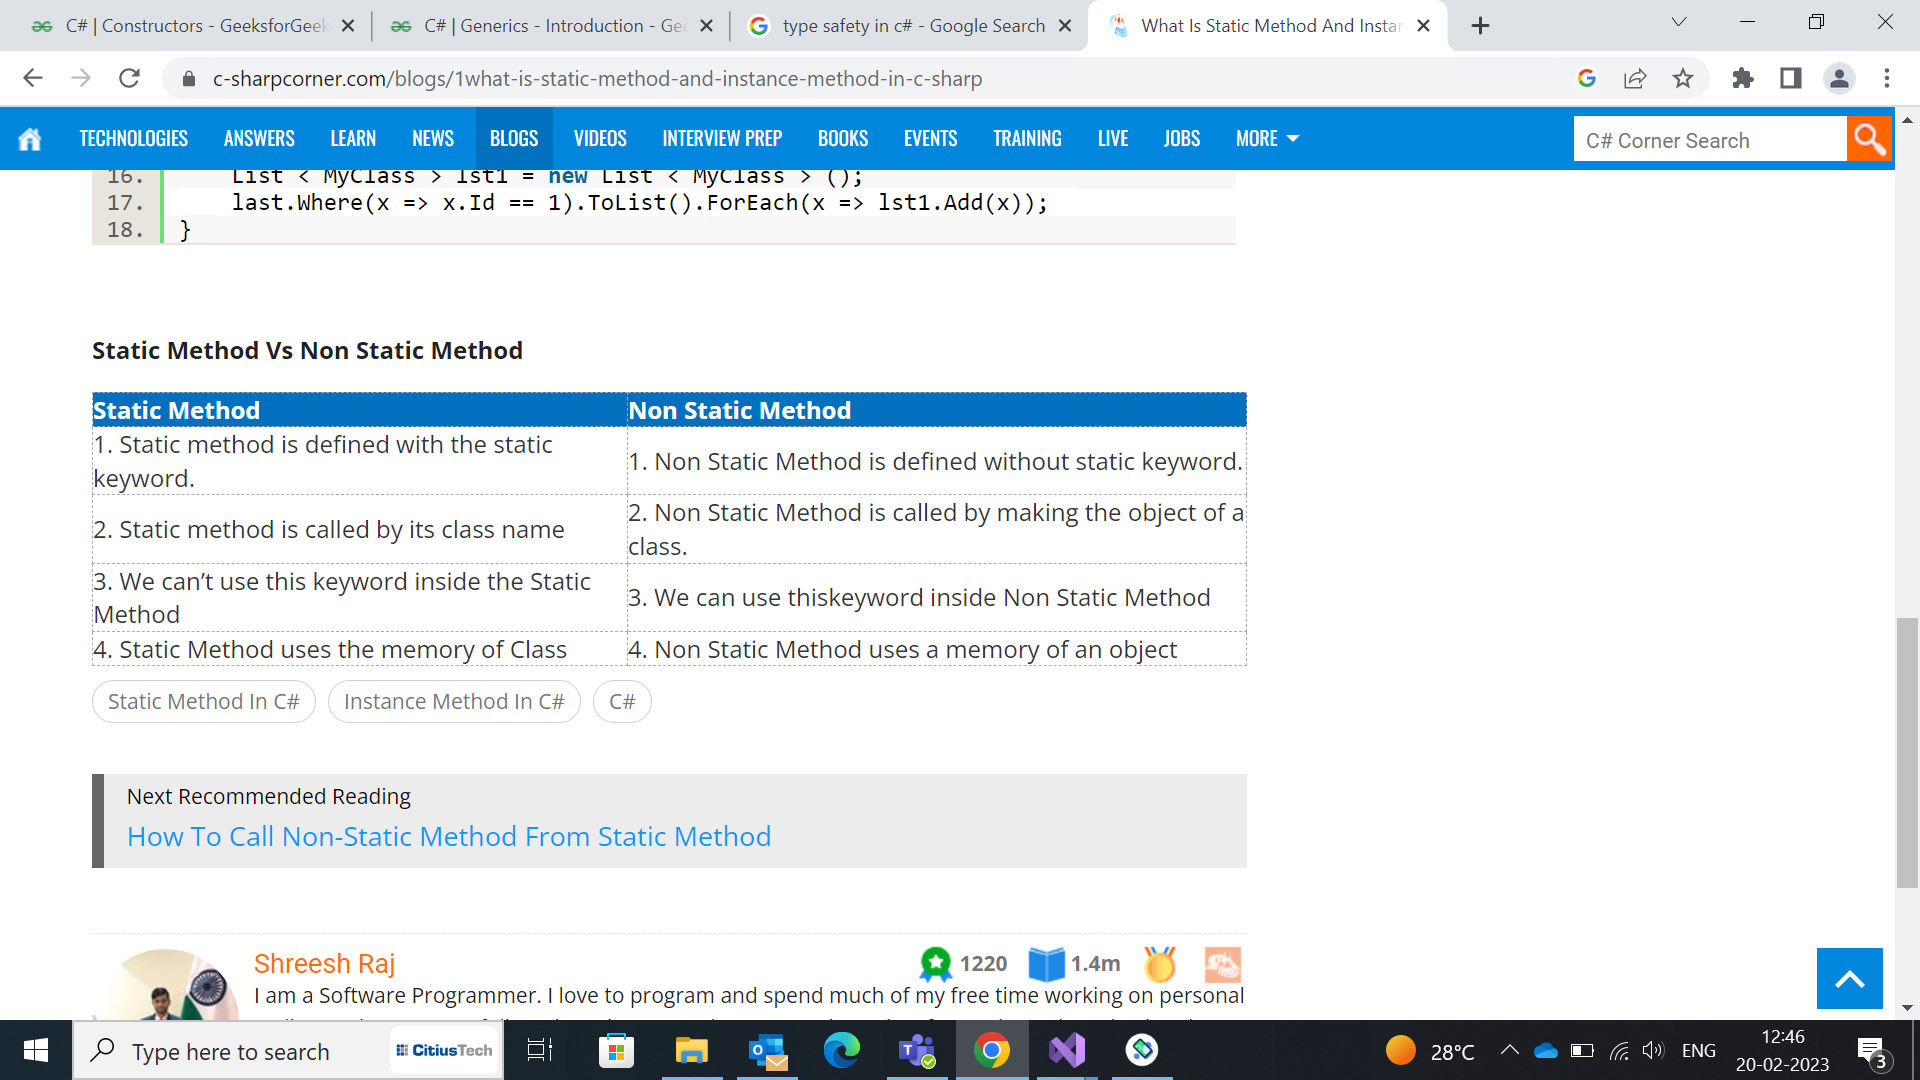 C# | Constructors - GeeksforGeek
C# | Generics - Introduction - Gee
type safety in c# - Google Search
What Is Static Method And Instan
c-sharpcorner.com/blogs/1what-is-static-method-and-instance-method-in-c-sharp
TECHNOLOGIES ANSWERS LEARN NEWS BLOGS VIDEOS INTERVIEW PREP BOOKS EVENTS TRAINING LIVE JOBS MORE
C# Corner Search
16. List < MyClass > lst1 = new List < MyClass > ();
17. last.Where(x => x.Id == 1).ToList().ForEach(x => lst1.Add(x));
18. }
Static Method Vs Non Static Method
Static Method
Non Static Method
1. Static method is defined with the static
keyword.
1. Non Static Method is defined without static keyword.
2. Static method is called by its class name
2. Non Static Method is called by making the object of a
class.
3. We can’t use this keyword inside the Static
Method
3. We can use thiskeyword inside Non Static Method
4. Static Method uses the memory of Class
4. Non Static Method uses a memory of an object
Static Method In C#
Instance Method In C#
C#
Next Recommended Reading
How To Call Non-Static Method From Static Method
Shreesh Raj
1220
1.4m
I am a Software Programmer. I love to program and spend much of my free time working on personal
Type here to search
CitiusTech
28°C
ENG
12:46
20-02-2023
3